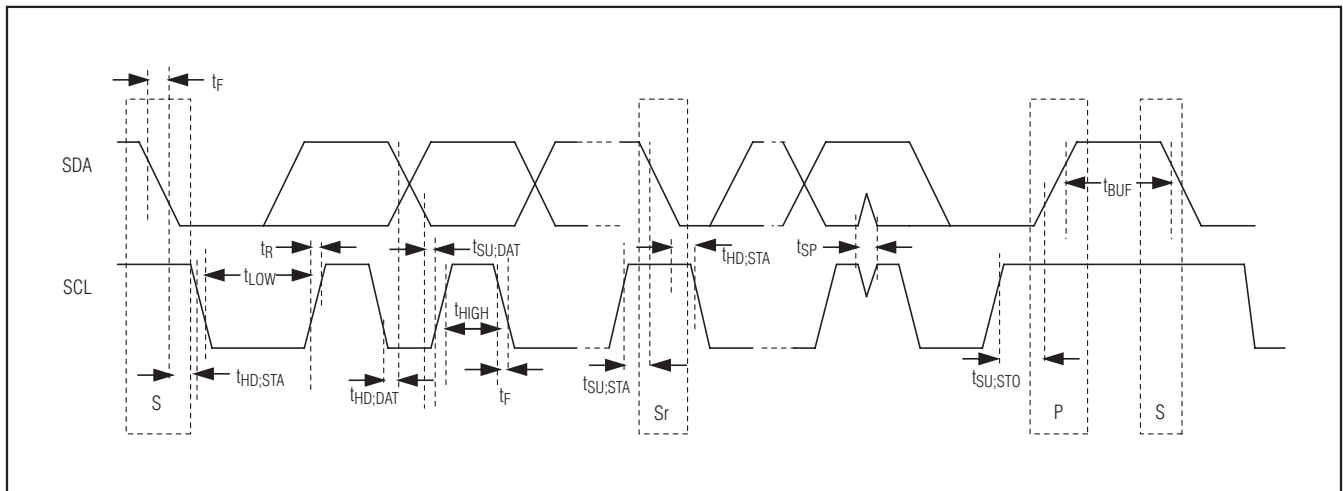 tF
SDA
tBUF
tR
tSU;DAT
tHD;STA
tSP
SCL
tLOW
tHIGH
tHD;STA
tHD;DAT
tF
tSU;STA
tSU;STO
S
Sr
P
S